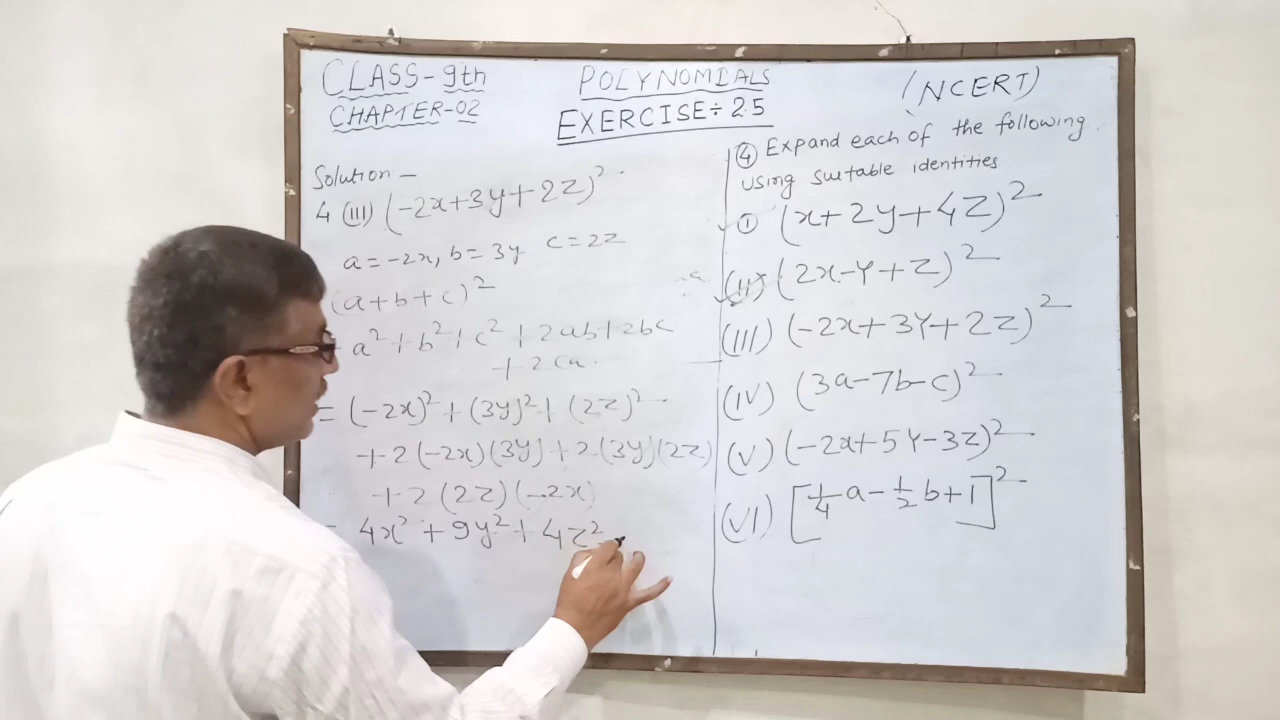 CLASS-9th
CHAPTER-02
POLYNOMIALS
EXERCISE÷2.5
(NCERT)
Solution –
4 (III) (-2x+3y+2z)²
a=-2x, b=3y c=2z
(a+b+c)²
a²+b²+c²+2ab+2bc
+2ca.
= (-2x)²+(3y)²+(2z)²
+2(-2x)(3y)+2(3y)(2z)
+2(2z)(-2x)
= 4x²+9y²+4z²
④ Expand each of the following
using suitable identities
① (x+2y+4z)²
(II) (2x-y+z)²
(III) (-2x+3y+2z)²
(IV) (3a-7b-c)²
(V) (-2x+5y-3z)²
(VI) [1/4 a - 1/2 b+1]²